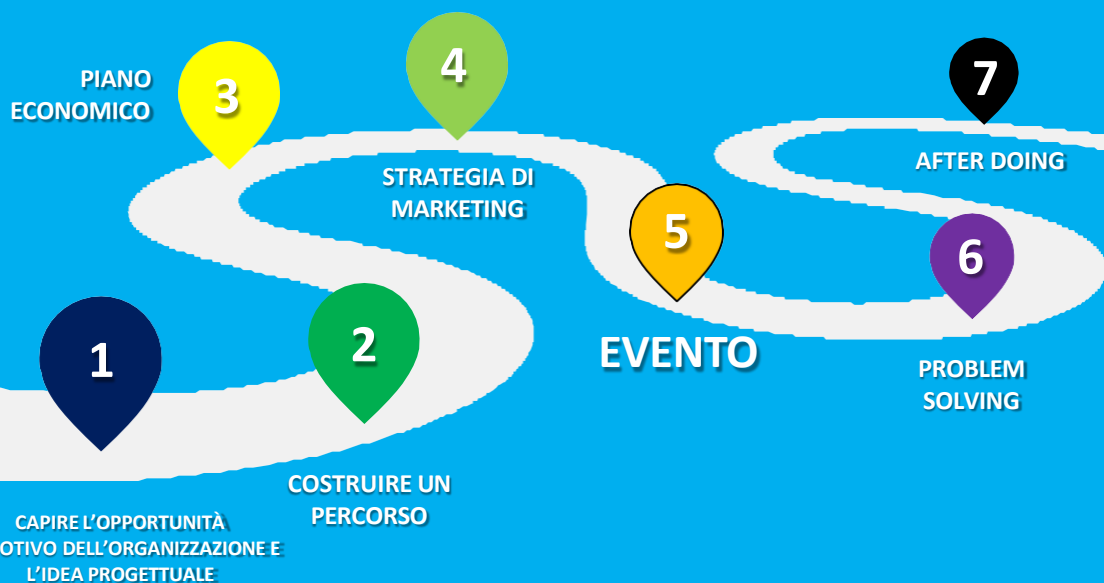 1
CAPIRE L'OPPORTUNITÀ
OTIVO DELL'ORGANIZZAZIONE E
L'IDEA PROGETTUALE
2
COSTRUIRE UN
PERCORSO
3
PIANO
ECONOMICO
4
STRATEGIA DI
MARKETING
5
EVENTO
6
PROBLEM
SOLVING
7
AFTER DOING